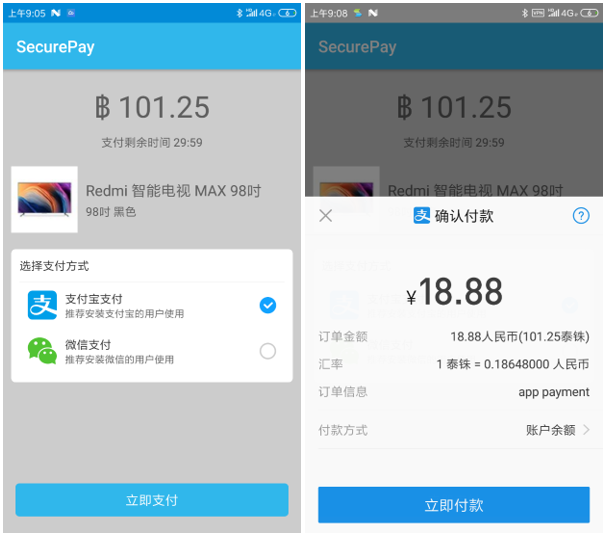 上午9:05
4G
SecurePay
฿ 101.25
支付剩余时间 29:59
Redmi 智能电视 MAX 98吋
98吋 黑色
选择支付方式
支付宝支付
推荐安装支付宝的用户使用
微信支付
推荐安装微信的用户使用
立即支付
上午9:08
4G
SecurePay
฿ 101.25
支付剩余时间 29:59
Redmi 智能电视 MAX 98吋
确认付款
¥18.88
订单金额 18.88人民币(101.25泰铢)
汇率 1 泰铢 = 0.18648000 人民币
订单信息 app payment
付款方式 账户余额
立即付款